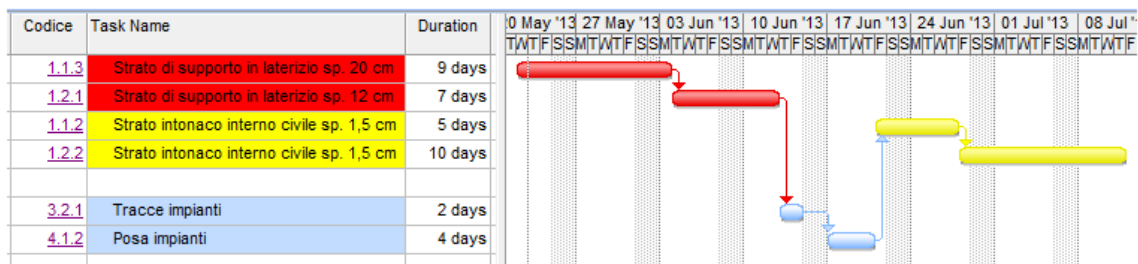 Codice Task Name Duration 0 May '13 27 May '13 03 Jun '13 10 Jun '13 17 Jun '13 24 Jun '13 01 Jul '13 08 Jul '
TWTFSSMTWTFSSMTWTFSSMTWTFSSMTWTFSSMTWTFSSMTWTFSSMTWTF
1.1.3 Strato di supporto in laterizio sp. 20 cm 9 days
1.2.1 Strato di supporto in laterizio sp. 12 cm 7 days
1.1.2 Strato intonaco interno civile sp. 1,5 cm 5 days
1.2.2 Strato intonaco interno civile sp. 1,5 cm 10 days
3.2.1 Tracce impianti 2 days
4.1.2 Posa impianti 4 days